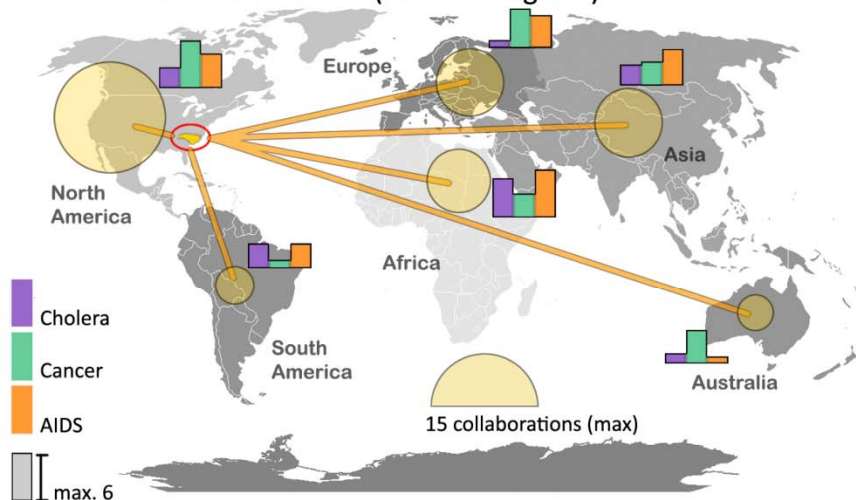 Europe
Asia
North
America
Africa
Cholera
South
America
Cancer
Australia
AIDS
15 collaborations (max)
max. 6